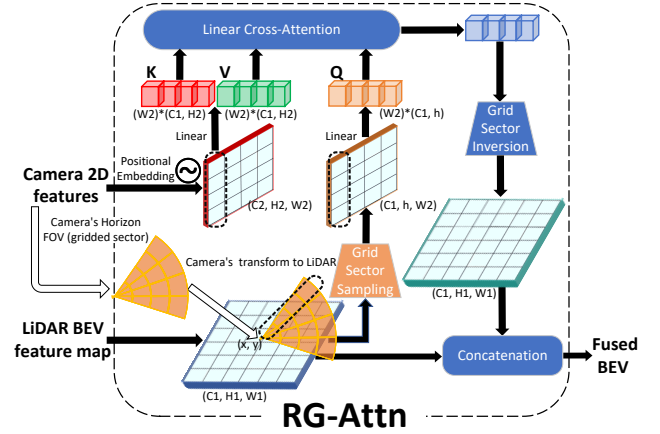 Linear Cross-Attention
K
V
Q
(W2)*(C1, H2)
(W2)*(C1, H2)
(W2)*(C1, h)
Linear
Linear
Grid
Sector
Inversion
Positional
Embedding
Camera 2D
features
(C2, H2, W2)
(C1, h, W2)
Camera's Horizon
FOV (gridded sector)
Camera's transform to LiDAR
Grid
Sector
Sampling
(C1, H1, W1)
LiDAR BEV
feature map
(x, y)
Concatenation
Fused
BEV
(C1, H1, W1)
RG-Attn